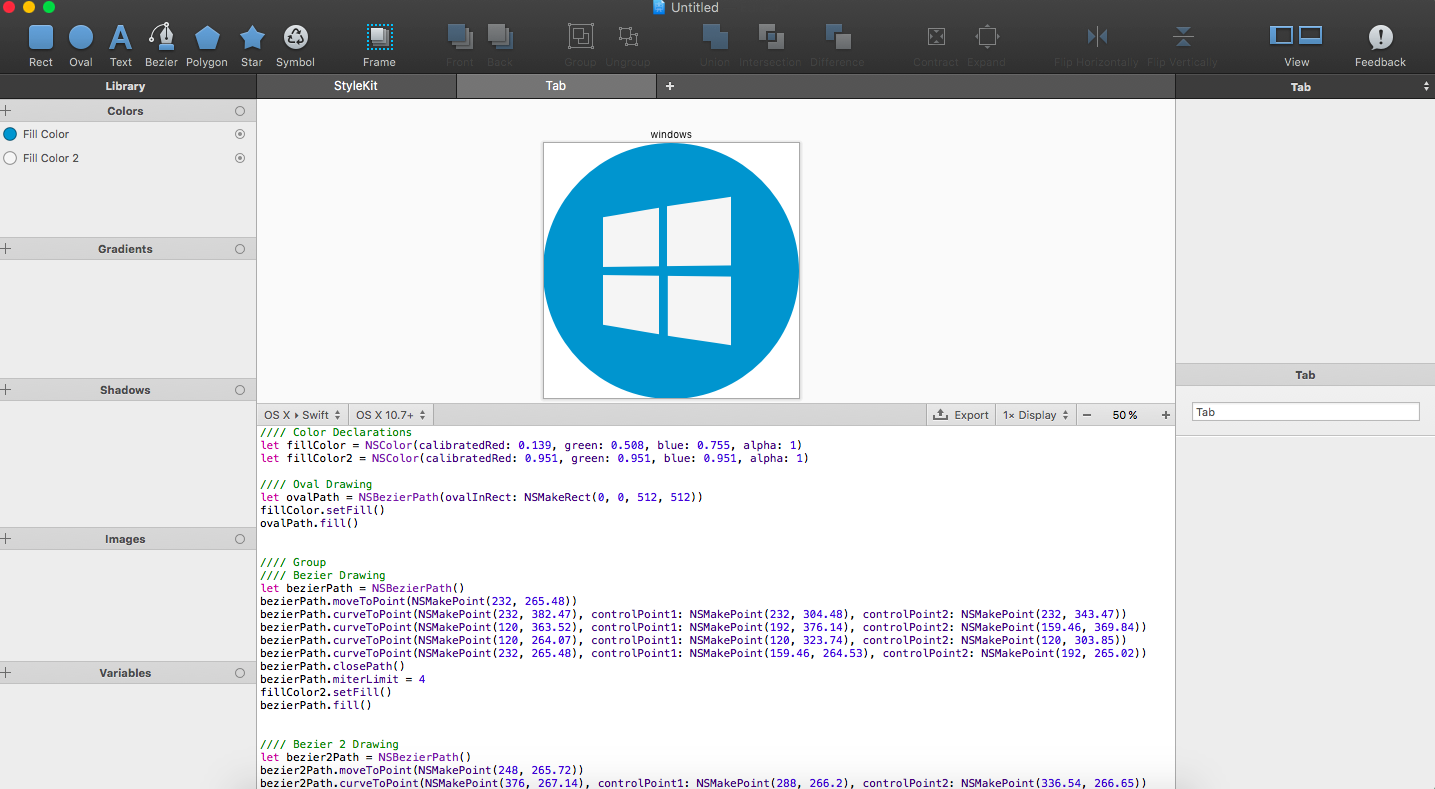 Untitled
Rect Oval Text Bezier Polygon Star Symbol Frame Front Back Group Ungroup Union Intersection Difference Contract Expand Flip Horizontally Flip Vertically View Feedback
Library StyleKit Tab + Tab
Colors
Fill Color
Fill Color 2
Gradients
Shadows
Images
Variables
windows
Tab
Tab
OS X ▸ Swift OS X 10.7+ Export 1× Display − 50 % +
//// Color Declarations
let fillColor = NSColor(calibratedRed: 0.139, green: 0.508, blue: 0.755, alpha: 1)
let fillColor2 = NSColor(calibratedRed: 0.951, green: 0.951, blue: 0.951, alpha: 1)
//// Oval Drawing
let ovalPath = NSBezierPath(ovalInRect: NSMakeRect(0, 0, 512, 512))
fillColor.setFill()
ovalPath.fill()
//// Group
//// Bezier Drawing
let bezierPath = NSBezierPath()
bezierPath.moveToPoint(NSMakePoint(232, 265.48))
bezierPath.curveToPoint(NSMakePoint(232, 382.47), controlPoint1: NSMakePoint(232, 304.48), controlPoint2: NSMakePoint(232, 343.47))
bezierPath.curveToPoint(NSMakePoint(120, 363.52), controlPoint1: NSMakePoint(192, 376.14), controlPoint2: NSMakePoint(159.46, 369.84))
bezierPath.curveToPoint(NSMakePoint(120, 264.07), controlPoint1: NSMakePoint(120, 323.74), controlPoint2: NSMakePoint(120, 303.85))
bezierPath.curveToPoint(NSMakePoint(232, 265.48), controlPoint1: NSMakePoint(159.46, 264.53), controlPoint2: NSMakePoint(192, 265.02))
bezierPath.closePath()
bezierPath.miterLimit = 4
fillColor2.setFill()
bezierPath.fill()
//// Bezier 2 Drawing
let bezier2Path = NSBezierPath()
bezier2Path.moveToPoint(NSMakePoint(248, 265.72))
bezier2Path.curveToPoint(NSMakePoint(376, 267.14), controlPoint1: NSMakePoint(288, 266.2), controlPoint2: NSMakePoint(336.54, 266.65))